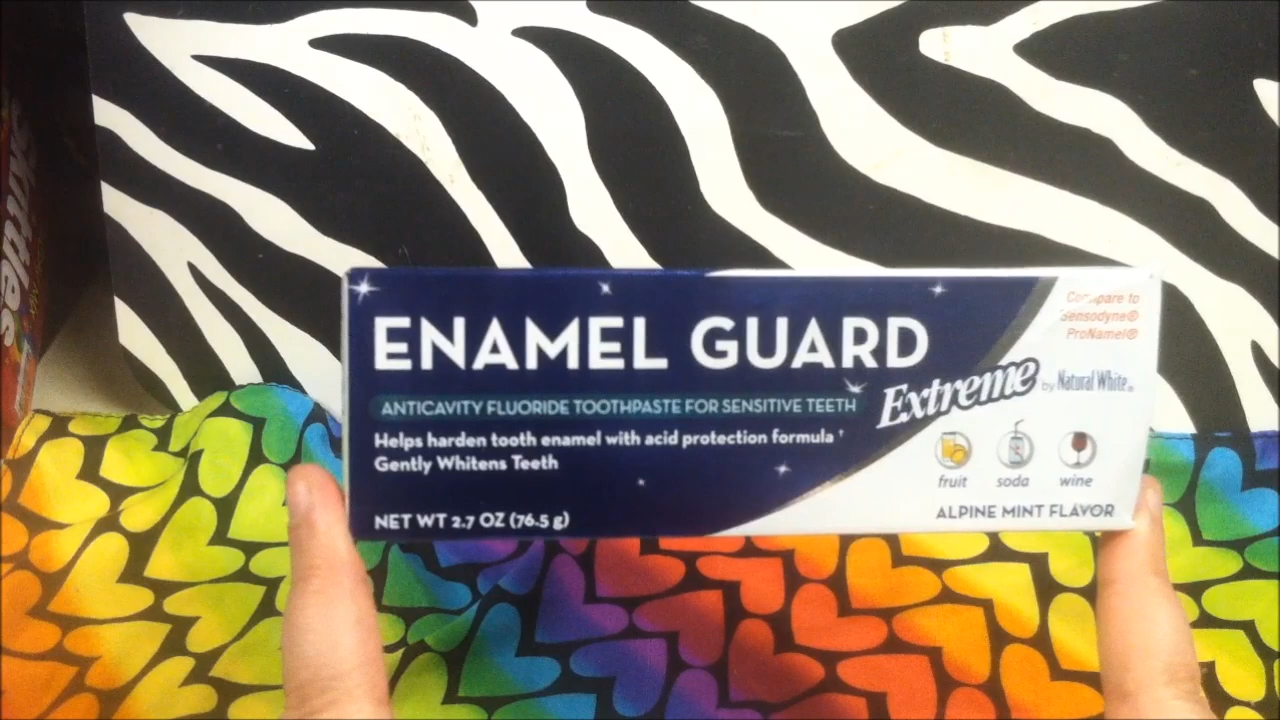 Skittles
ENAMEL GUARD
Extreme by Natural White®
ANTICAVITY FLUORIDE TOOTHPASTE FOR SENSITIVE TEETH
Helps harden tooth enamel with acid protection formula †
Gently Whitens Teeth
NET WT 2.7 OZ (76.5 g)
Compare to
Sensodyne®
ProNamel®
fruit soda wine
ALPINE MINT FLAVOR